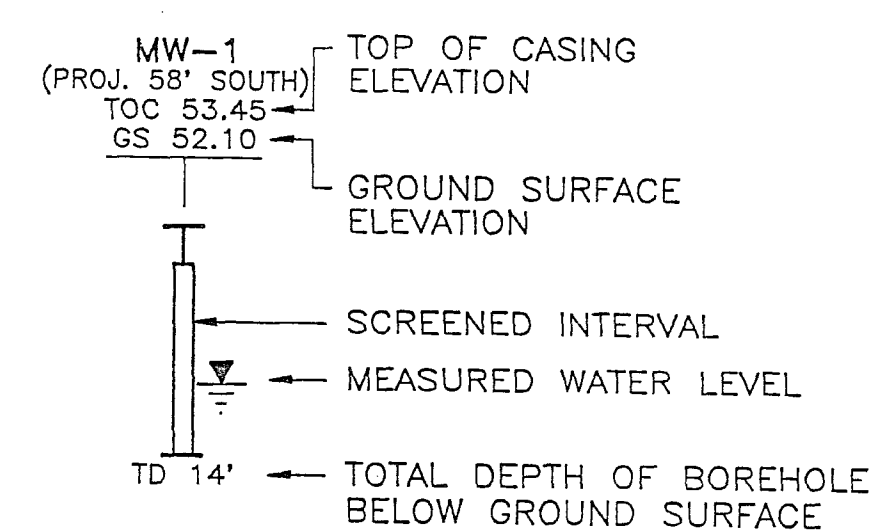 MW-1
(PROJ. 58' SOUTH)
TOC 53.45
GS 52.10
TOP OF CASING
ELEVATION
GROUND SURFACE
ELEVATION
SCREENED INTERVAL
MEASURED WATER LEVEL
TD 14'
TOTAL DEPTH OF BOREHOLE
BELOW GROUND SURFACE